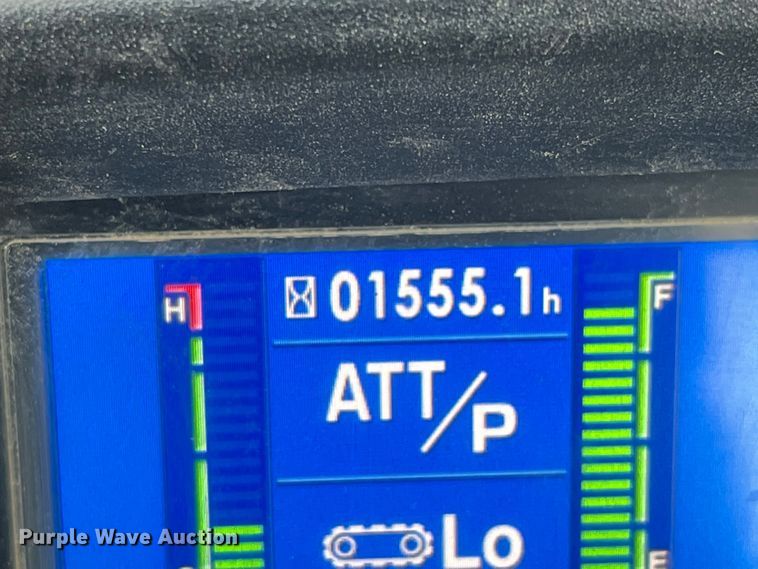 H
01555.1h
F
ATT/P
Lo
E
Purple Wave Auction